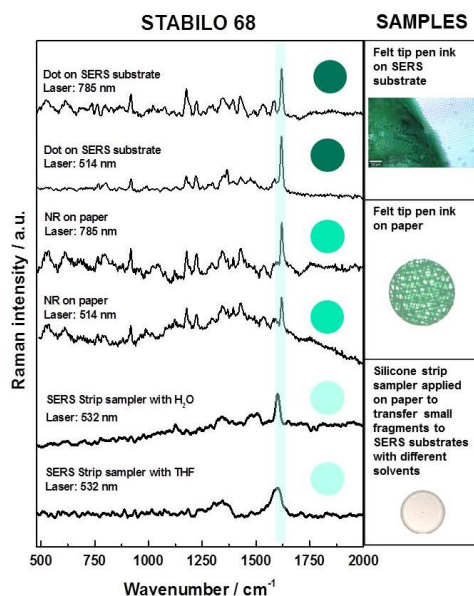 STABILO 68
SAMPLES
Dot on SERS substrate
Laser: 785 nm
Dot on SERS substrate
Laser: 514 nm
NR on paper
Laser: 785 nm
NR on paper
Laser: 514 nm
SERS Strip sampler with H₂O
Laser: 532 nm
SERS Strip sampler with THF
Laser: 532 nm
Raman intensity / a.u.
500 750 1000 1250 1500 1750 2000
Wavenumber / cm⁻¹
Felt tip pen ink
on SERS
substrate
Felt tip pen ink
on paper
Silicone strip
sampler applied
on paper to
transfer small
fragments to
SERS substrates
with different
solvents